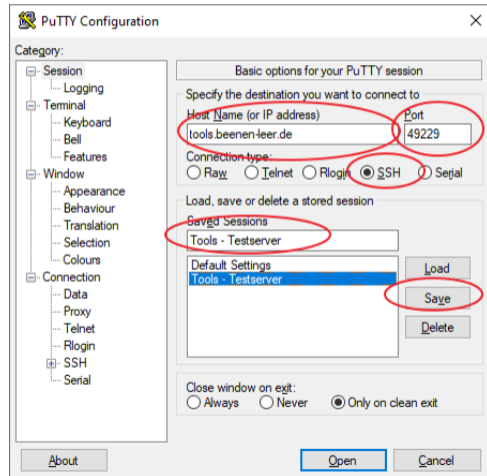 PuTTY Configuration
Category:
Session
Logging
Terminal
Keyboard
Bell
Features
Window
Appearance
Behaviour
Translation
Selection
Colours
Connection
Data
Proxy
Telnet
Rlogin
SSH
Serial
Basic options for your PuTTY session
Specify the destination you want to connect to
Host Name (or IP address) Port
tools.beenen-leer.de 49229
Connection type:
Raw Telnet Rlogin SSH Serial
Load, save or delete a stored session
Saved Sessions
Tools - Testserver
Default Settings
Tools - Testserver
Load
Save
Delete
Close window on exit:
Always Never Only on clean exit
About Open Cancel